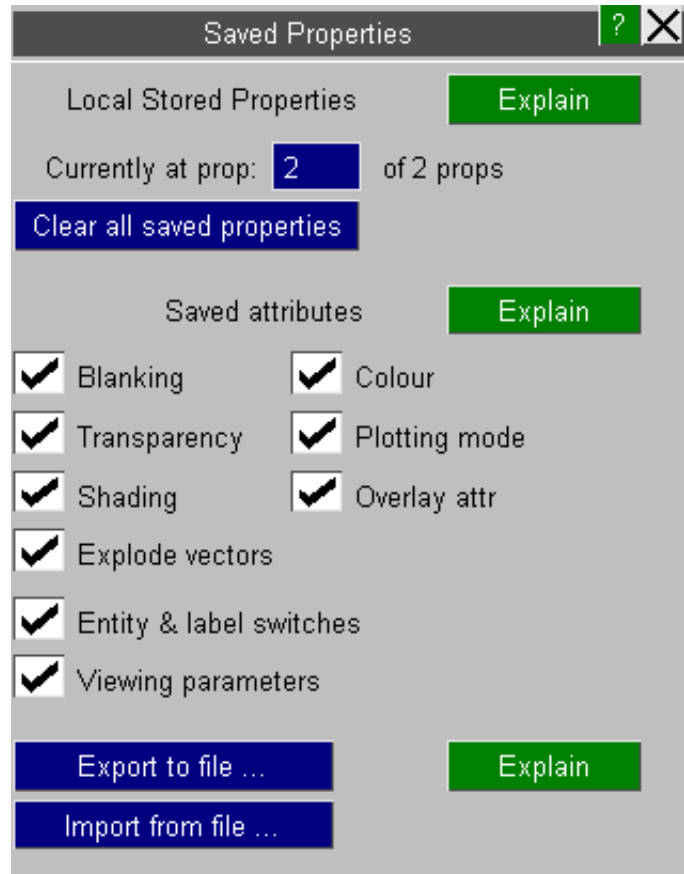 Saved Properties ?
Local Stored Properties Explain
Currently at prop: 2 of 2 props
Clear all saved properties
Saved attributes Explain
Blanking Colour
Transparency Plotting mode
Shading Overlay attr
Explode vectors
Entity & label switches
Viewing parameters
Export to file ... Explain
Import from file ...